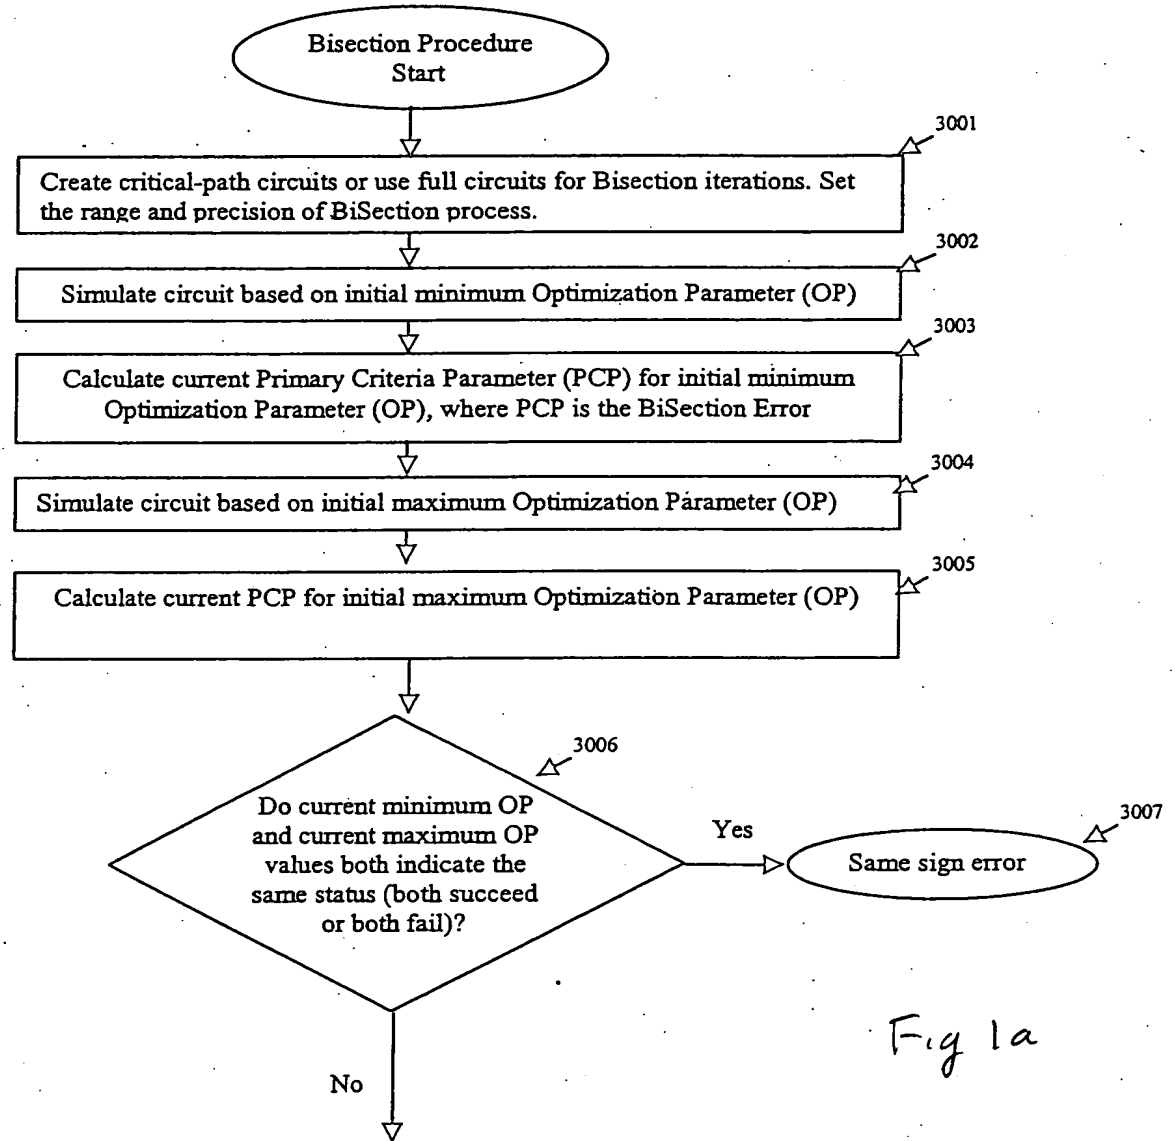 Bisection Procedure
Start
3001
Create critical-path circuits or use full circuits for Bisection iterations. Set
the range and precision of BiSection process.
3002
Simulate circuit based on initial minimum Optimization Parameter (OP)
3003
Calculate current Primary Criteria Parameter (PCP) for initial minimum
Optimization Parameter (OP), where PCP is the BiSection Error
3004
Simulate circuit based on initial maximum Optimization Parameter (OP)
3005
Calculate current PCP for initial maximum Optimization Parameter (OP)
3006
Do current minimum OP
and current maximum OP
values both indicate the
same status (both succeed
or both fail)?
Yes
3007
Same sign error
No
Fig 1a